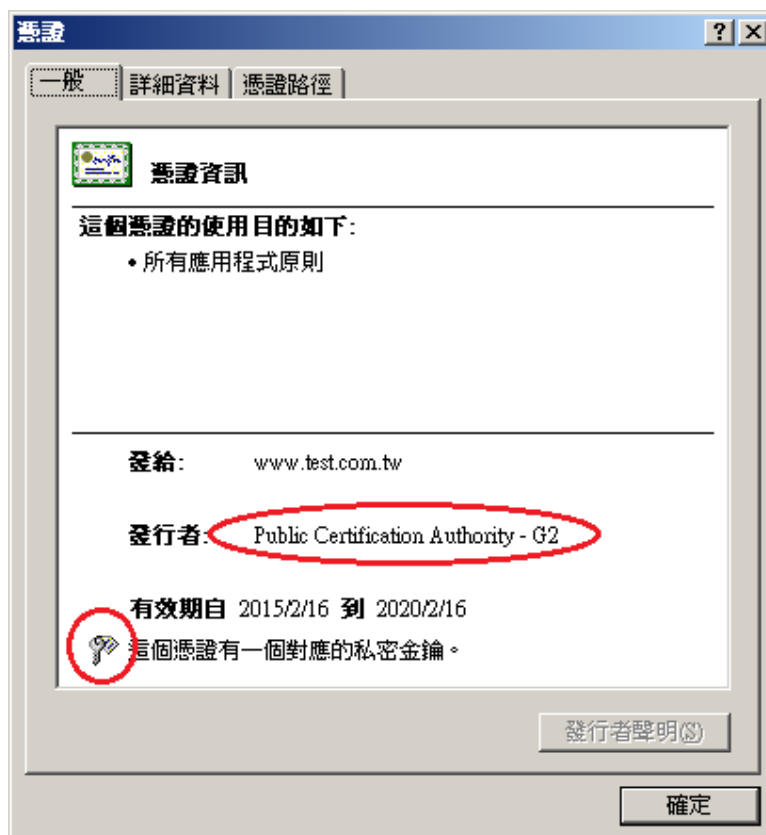 憑證
一般 詳細資料 憑證路徑
憑證資訊
這個憑證的使用目的如下:
• 所有應用程式原則
發給: www.test.com.tw
發行者: Public Certification Authority - G2
有效期自 2015/2/16 到 2020/2/16
這個憑證有一個對應的私密金鑰。
發行者聲明(S)
確定